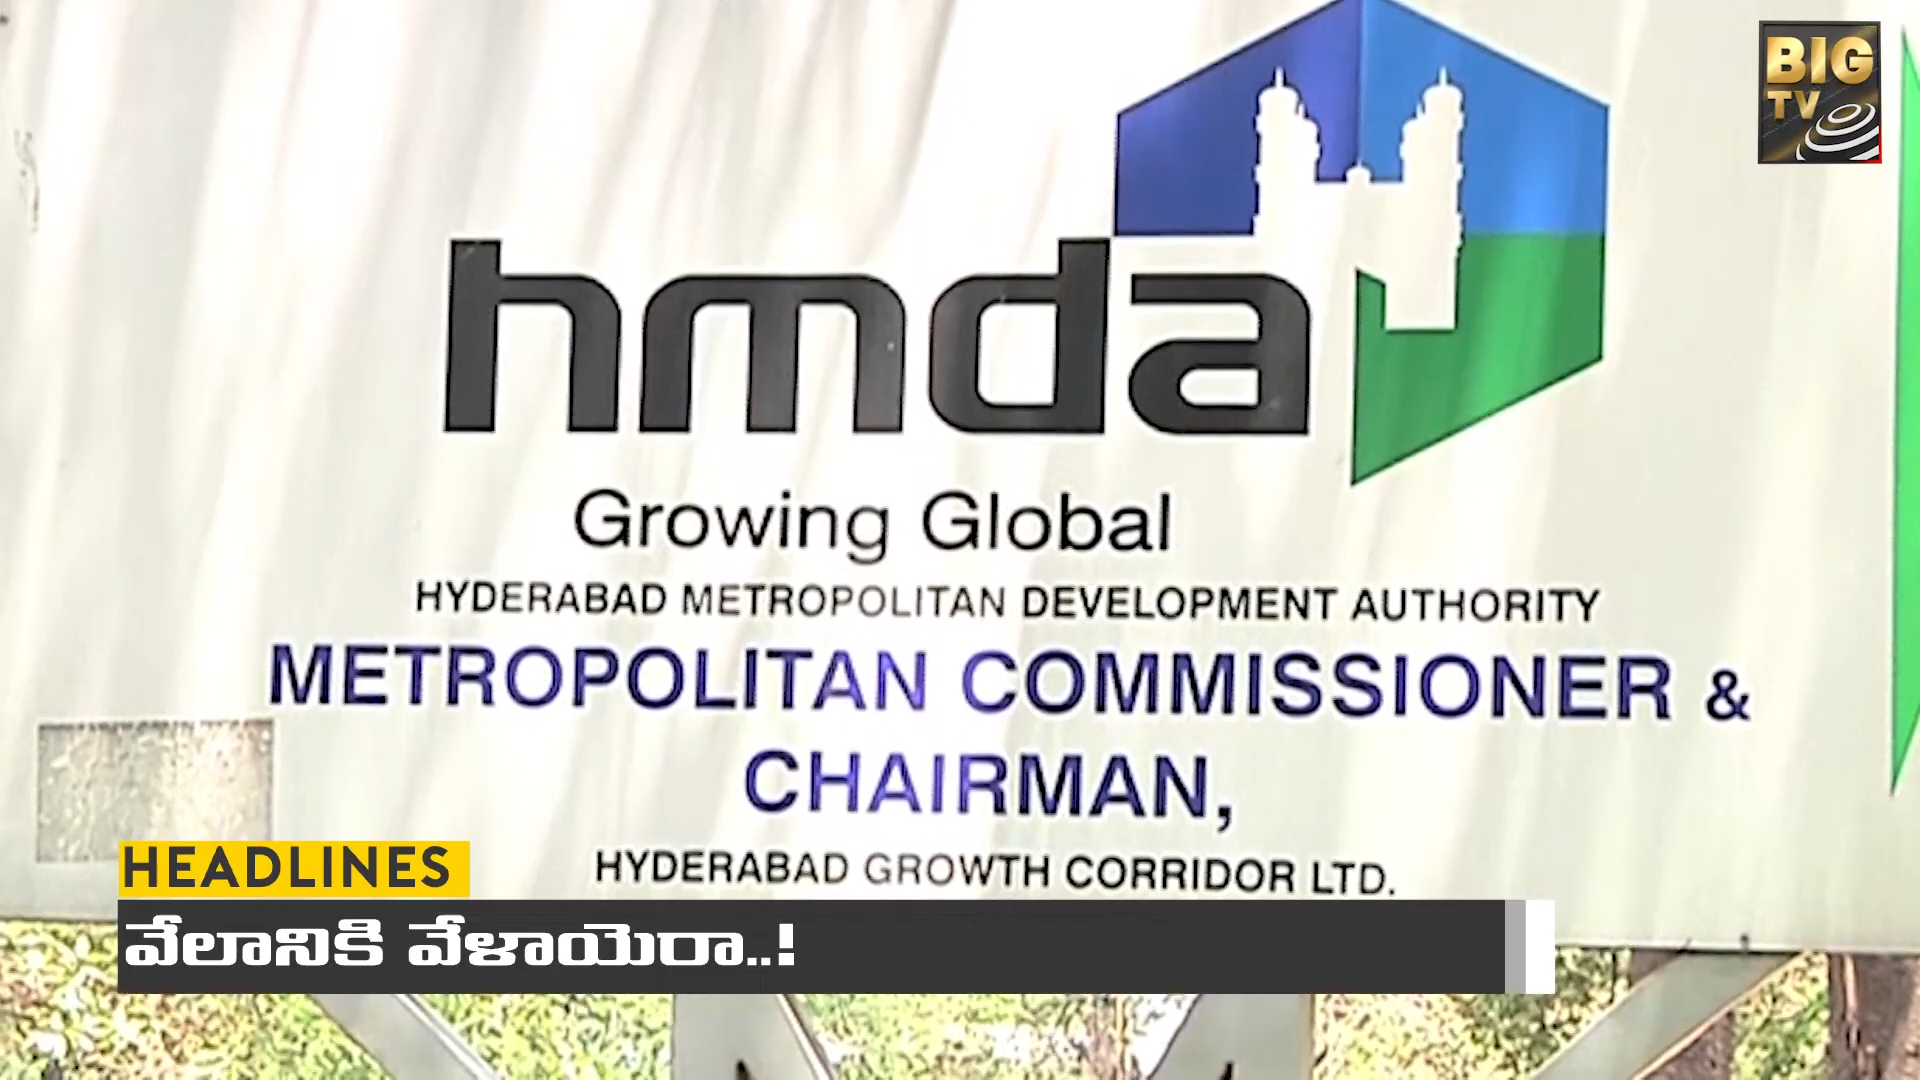 BIG
TV
hmda
Growing Global
HYDERABAD METROPOLITAN DEVELOPMENT AUTHORITY
METROPOLITAN COMMISSIONER &
CHAIRMAN,
HYDERABAD GROWTH CORRIDOR LTD.
HEADLINES
వేలానికి వేళాయెరా..!